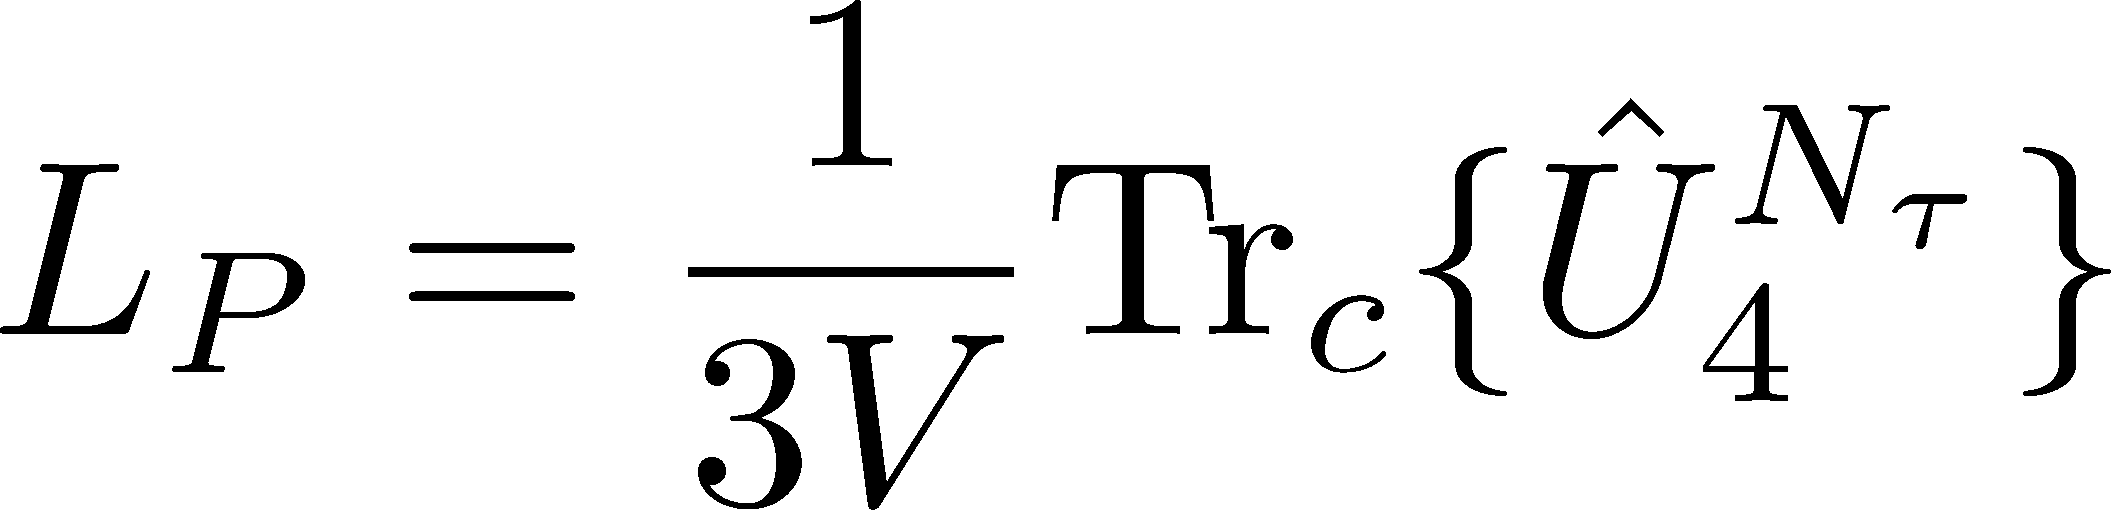 $L_P = \frac{1}{3V} \mathrm{Tr}_c \{ \hat{U}_4^{N_\tau} \}$